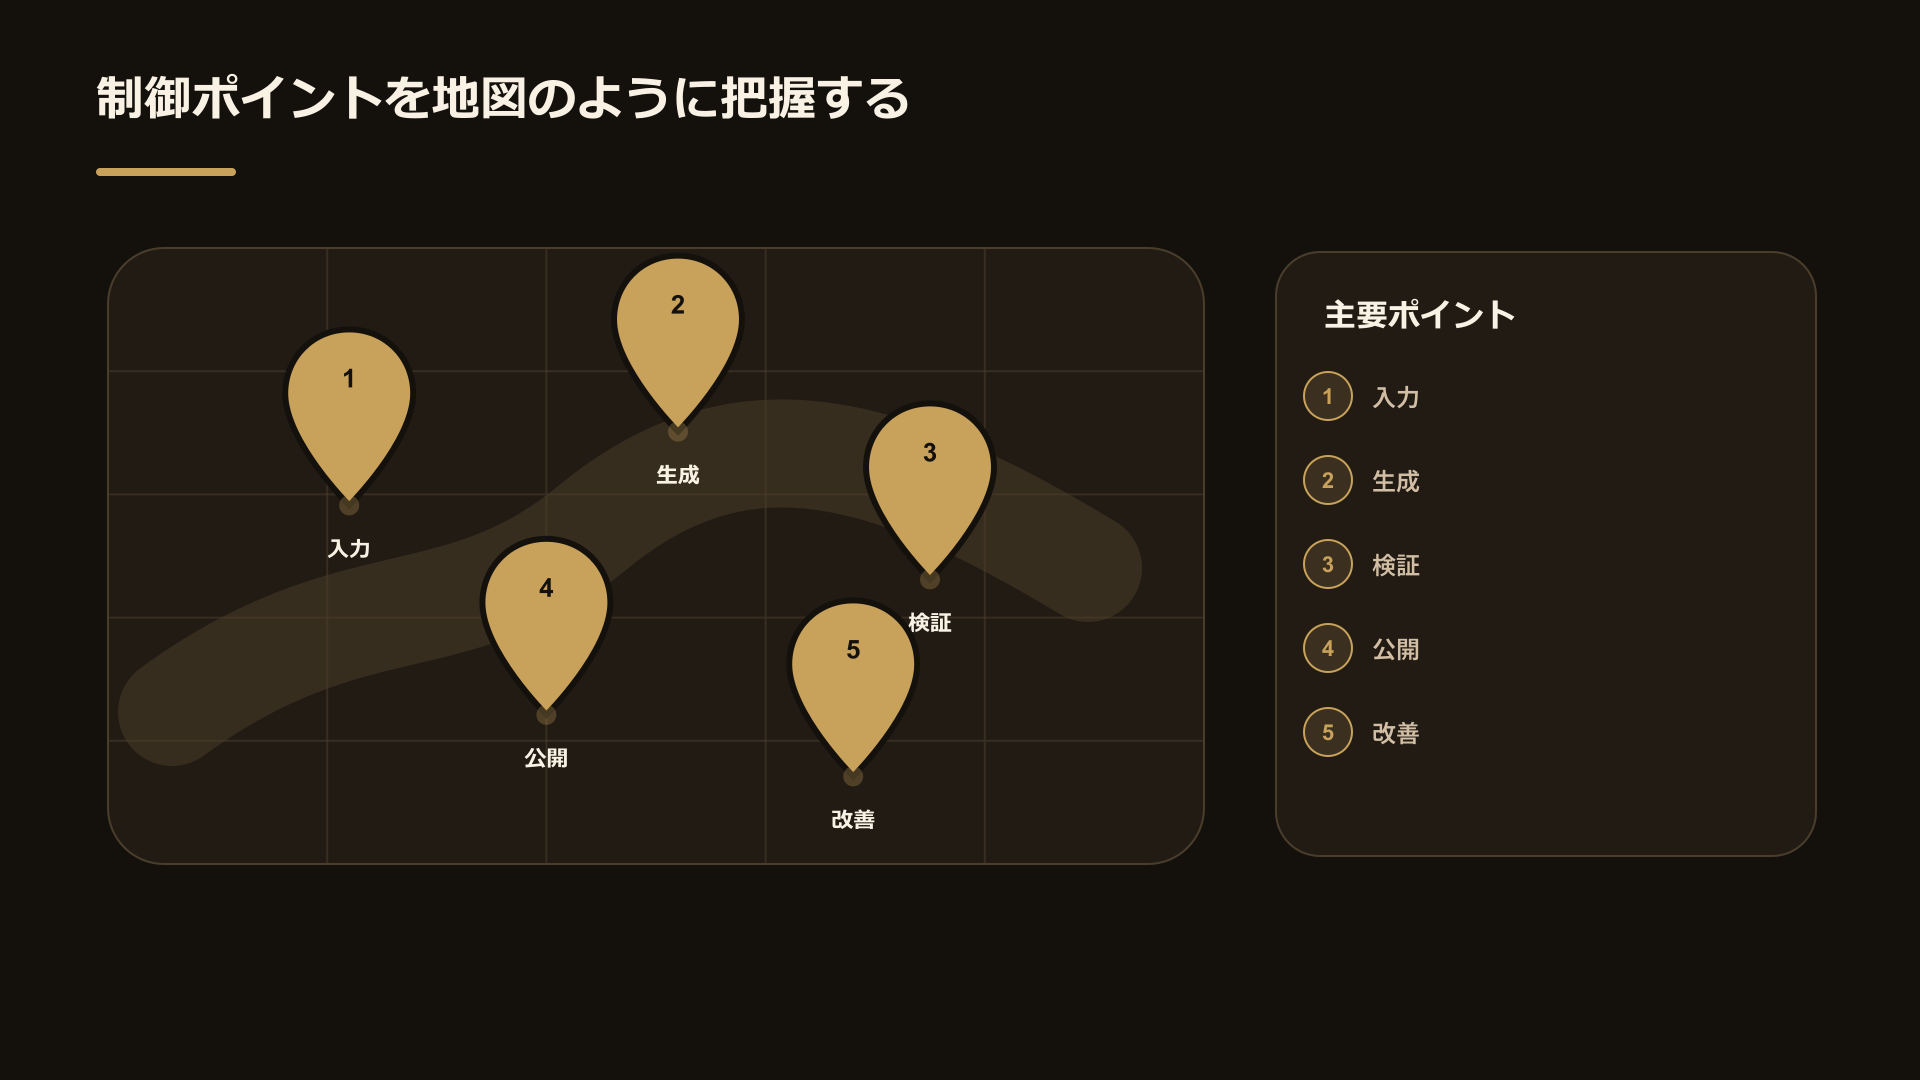 制御ポイントを地図のように把握する
1
入力
2
生成
3
検証
4
公開
5
改善
主要ポイント
1 入力
2 生成
3 検証
4 公開
5 改善